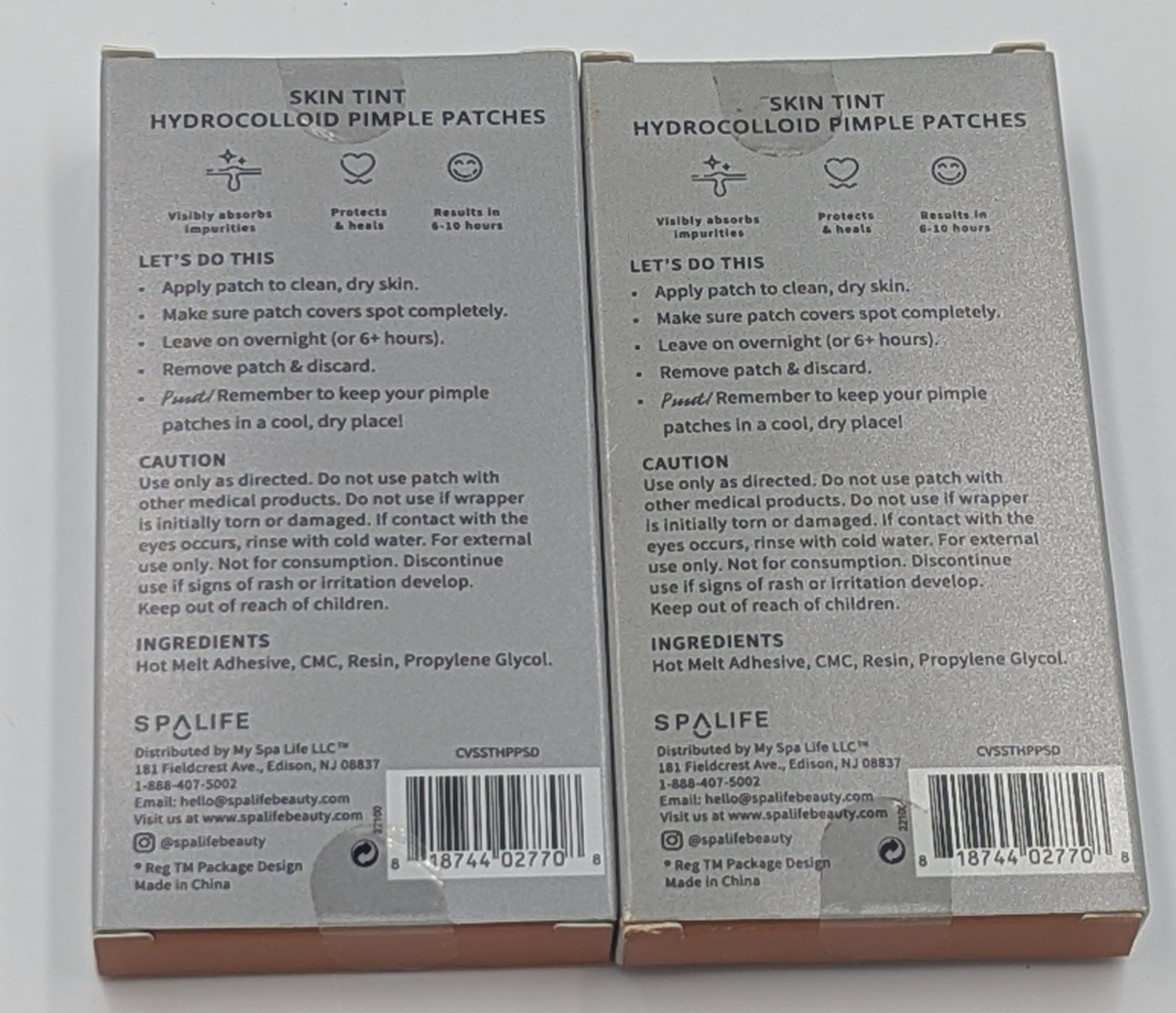 SKIN TINT
HYDROCOLLOID PIMPLE PATCHES
Visibly absorbs
impurities
Protects
& heals
Results in
6-10 hours
LET'S DO THIS
• Apply patch to clean, dry skin.
• Make sure patch covers spot completely.
• Leave on overnight (or 6+ hours).
• Remove patch & discard.
• Psst! Remember to keep your pimple
patches in a cool, dry place!
CAUTION
Use only as directed. Do not use patch with
other medical products. Do not use if wrapper
is initially torn or damaged. If contact with the
eyes occurs, rinse with cold water. For external
use only. Not for consumption. Discontinue
use if signs of rash or irritation develop.
Keep out of reach of children.
INGREDIENTS
Hot Melt Adhesive, CMC, Resin, Propylene Glycol.
SPALIFE
Distributed by My Spa Life LLC™
181 Fieldcrest Ave., Edison, NJ 08837
1-888-407-5002
Email: hello@spalifebeauty.com
Visit us at www.spalifebeauty.com
@spalifebeauty
® Reg TM Package Design
Made in China
CVSSTHPPSD
22100
8 18744 02770 8
SKIN TINT
HYDROCOLLOID PIMPLE PATCHES
Visibly absorbs
impurities
Protects
& heals
Results in
6-10 hours
LET'S DO THIS
• Apply patch to clean, dry skin.
• Make sure patch covers spot completely.
• Leave on overnight (or 6+ hours).
• Remove patch & discard.
• Psst! Remember to keep your pimple
patches in a cool, dry place!
CAUTION
Use only as directed. Do not use patch with
other medical products. Do not use if wrapper
is initially torn or damaged. If contact with the
eyes occurs, rinse with cold water. For external
use only. Not for consumption. Discontinue
use if signs of rash or irritation develop.
Keep out of reach of children.
INGREDIENTS
Hot Melt Adhesive, CMC, Resin, Propylene Glycol.
SPALIFE
Distributed by My Spa Life LLC™
181 Fieldcrest Ave., Edison, NJ 08837
1-888-407-5002
Email: hello@spalifebeauty.com
Visit us at www.spalifebeauty.com
@spalifebeauty
® Reg TM Package Design
Made in China
CVSSTHPPSD
22100
8 18744 02770 8